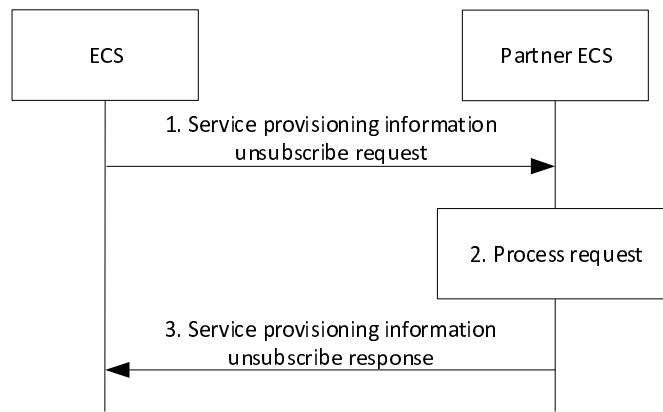 ECS
Partner ECS
1. Service provisioning information
unsubscribe request
2. Process request
3. Service provisioning information
unsubscribe response